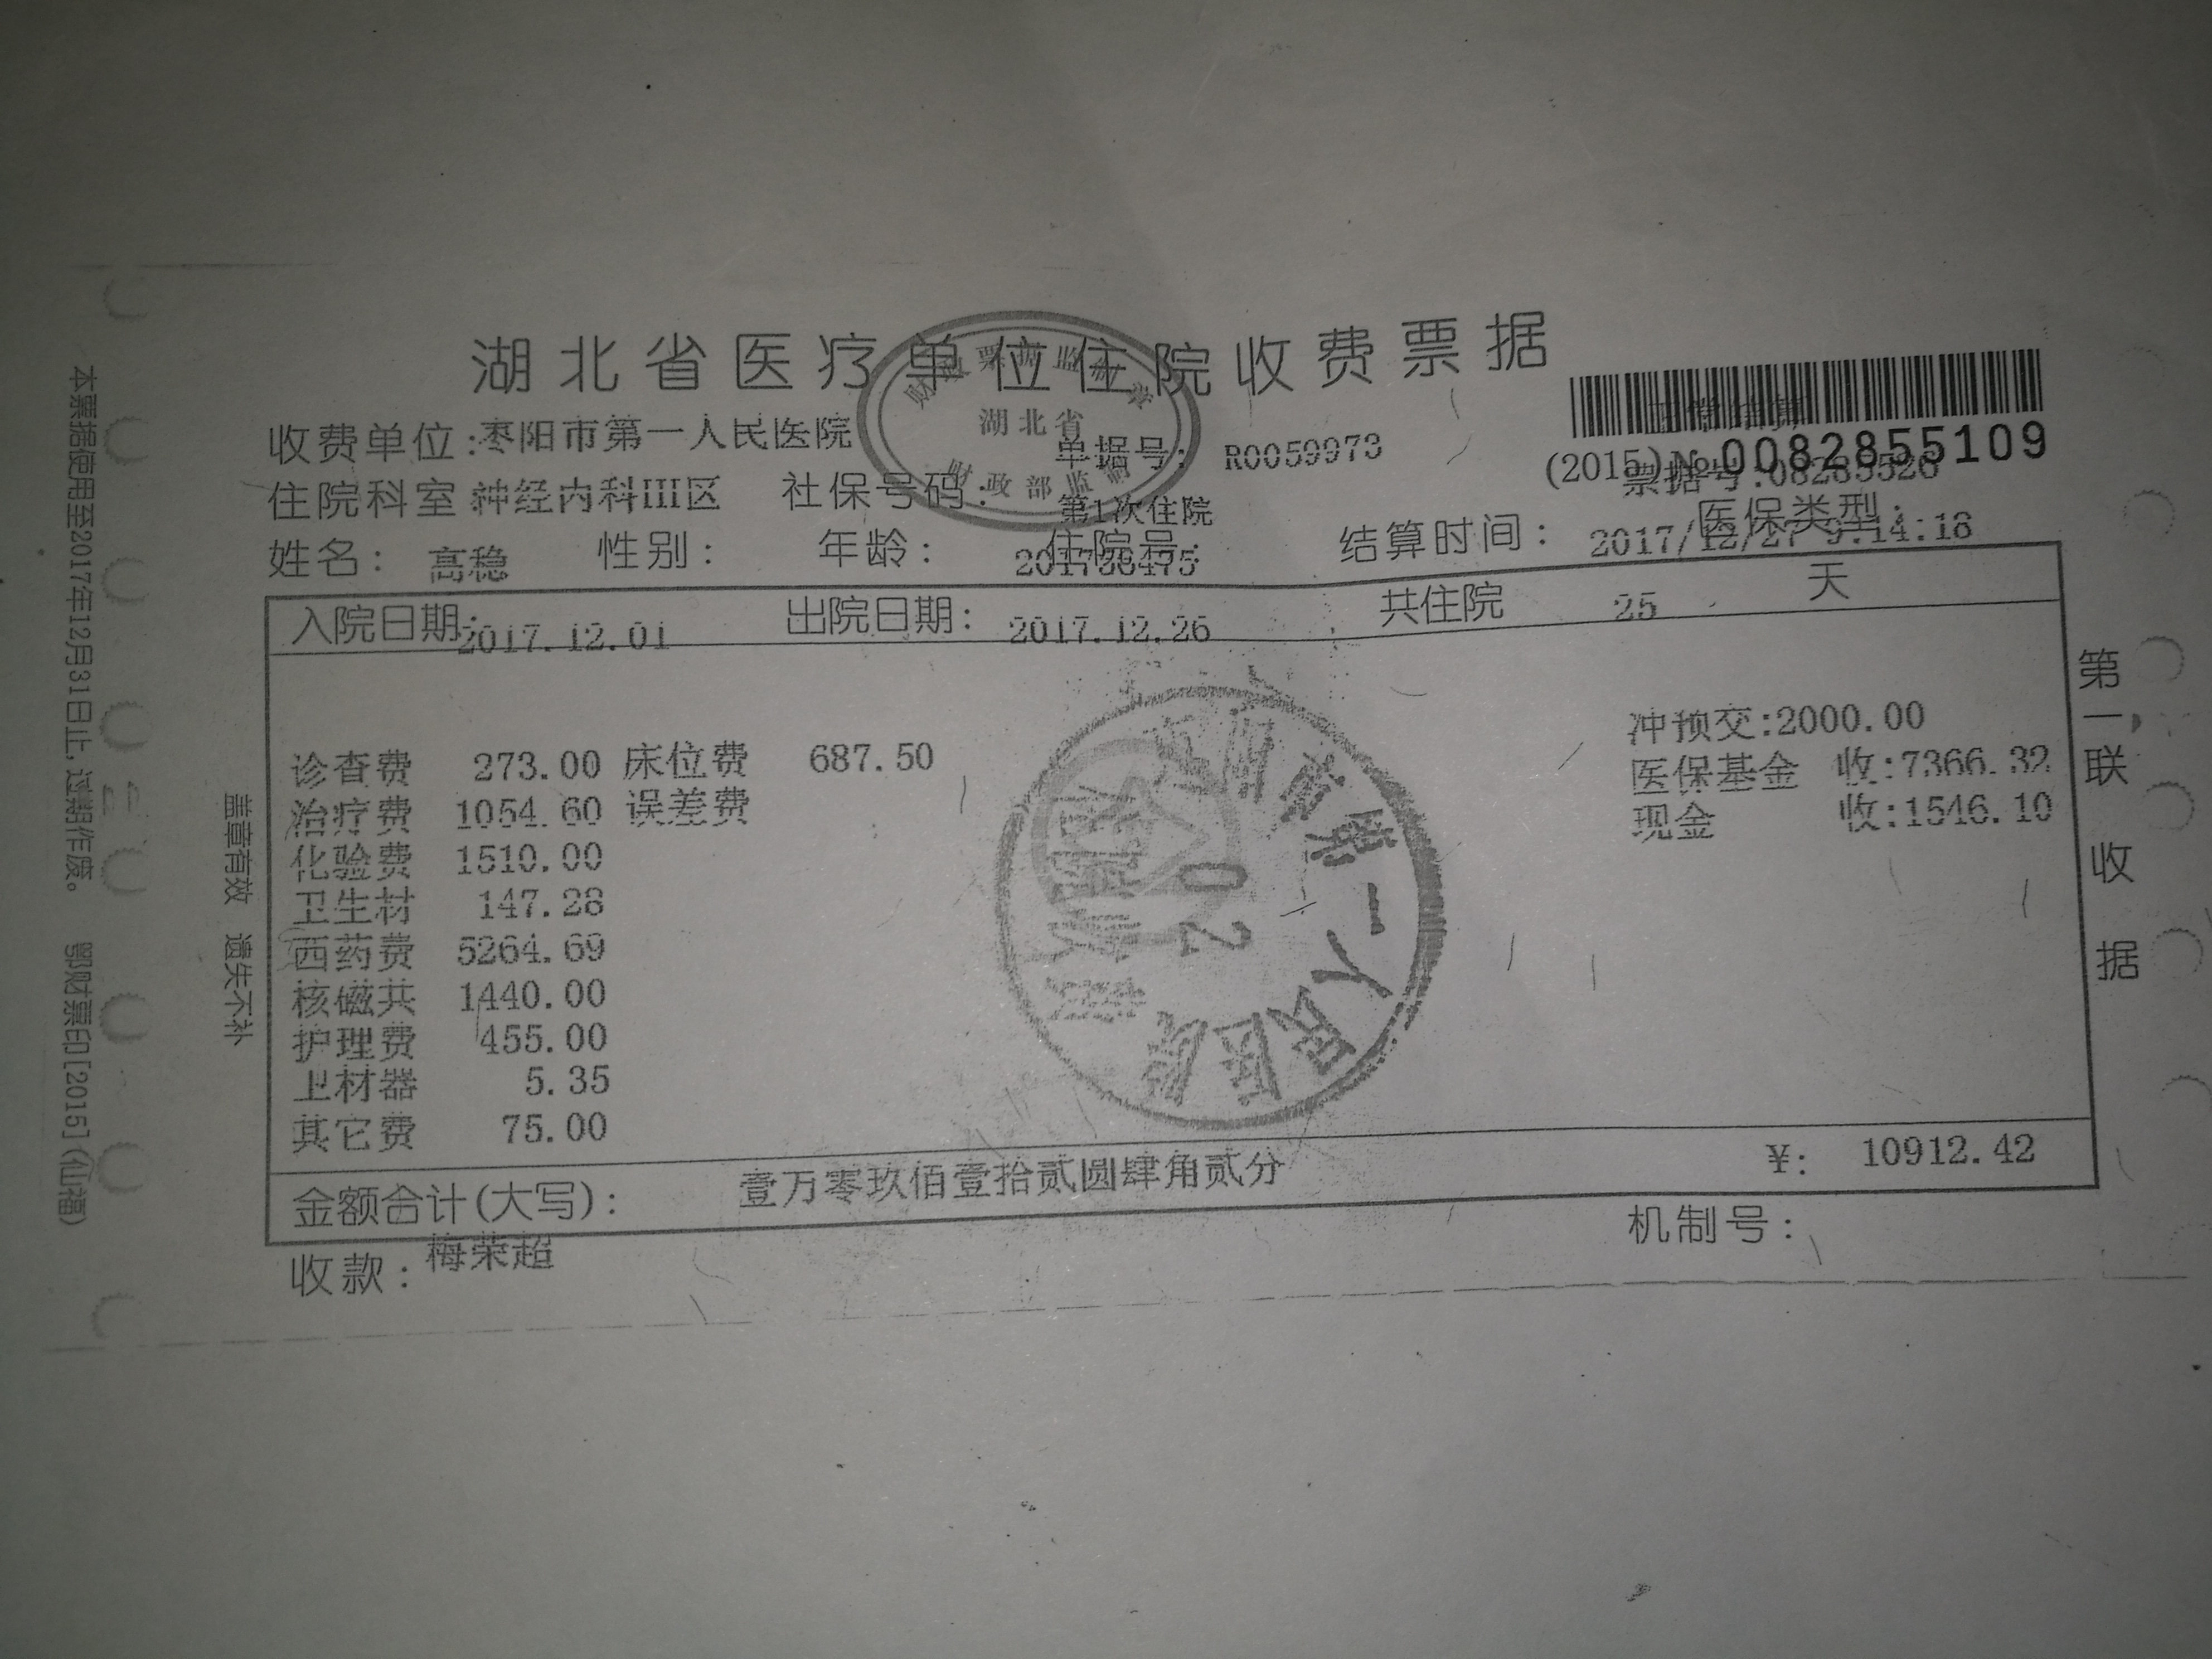 湖北省医疗单位住院收费票据
湖北省
收费单位:枣阳市第一人民医院 单据号: R0059973 (2015)№0082855109
住院科室 神经内科III区 社保号码: 第1次住院 医保类型:
姓名: 高稳 性别: 年龄: 住院号: 结算时间: 2017/12/27 9:14:18
入院日期:2017.12.01 出院日期: 2017.12.26 共住院 25 天
冲预交:2000.00
诊查费 273.00 床位费 687.50 医保基金 收:7366.32
治疗费 1054.60 误差费 现金 收:1546.10
化验费 1510.00
卫生材 147.28
西药费 5264.69
核磁共 1440.00
护理费 455.00
卫材器 5.35
其它费 75.00
金额合计(大写): 壹万零玖佰壹拾贰圆肆角贰分 ¥: 10912.42
收款: 梅荣超 机制号:
第一联 收据
盖章有效 遗失不补
本票据使用至2017年12月31日止,逾期作废。 鄂财票印[2015](仙福)
第一人民医院
02